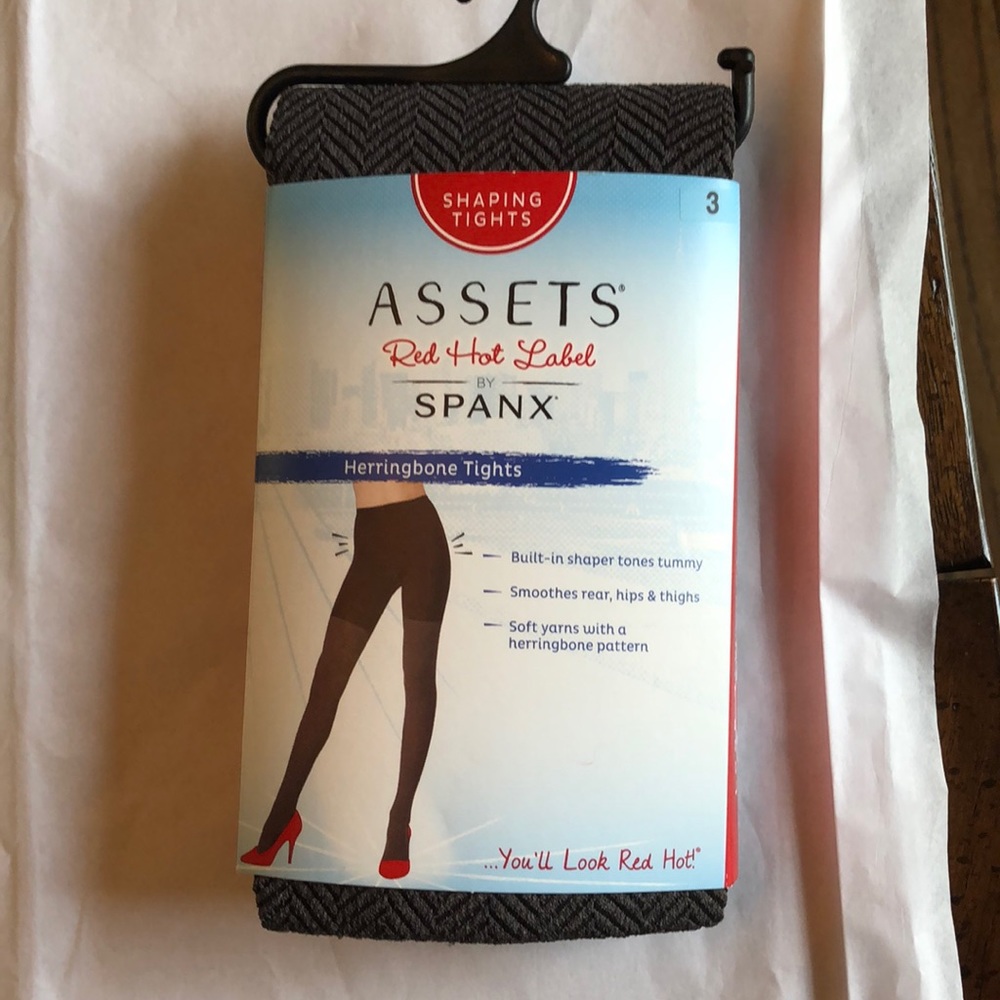 SHAPING
TIGHTS
3
ASSETS®
Red Hot Label
BY
SPANX®
Herringbone Tights
Built-in shaper tones tummy
Smoothes rear, hips & thighs
Soft yarns with a
herringbone pattern
...You'll Look Red Hot!®